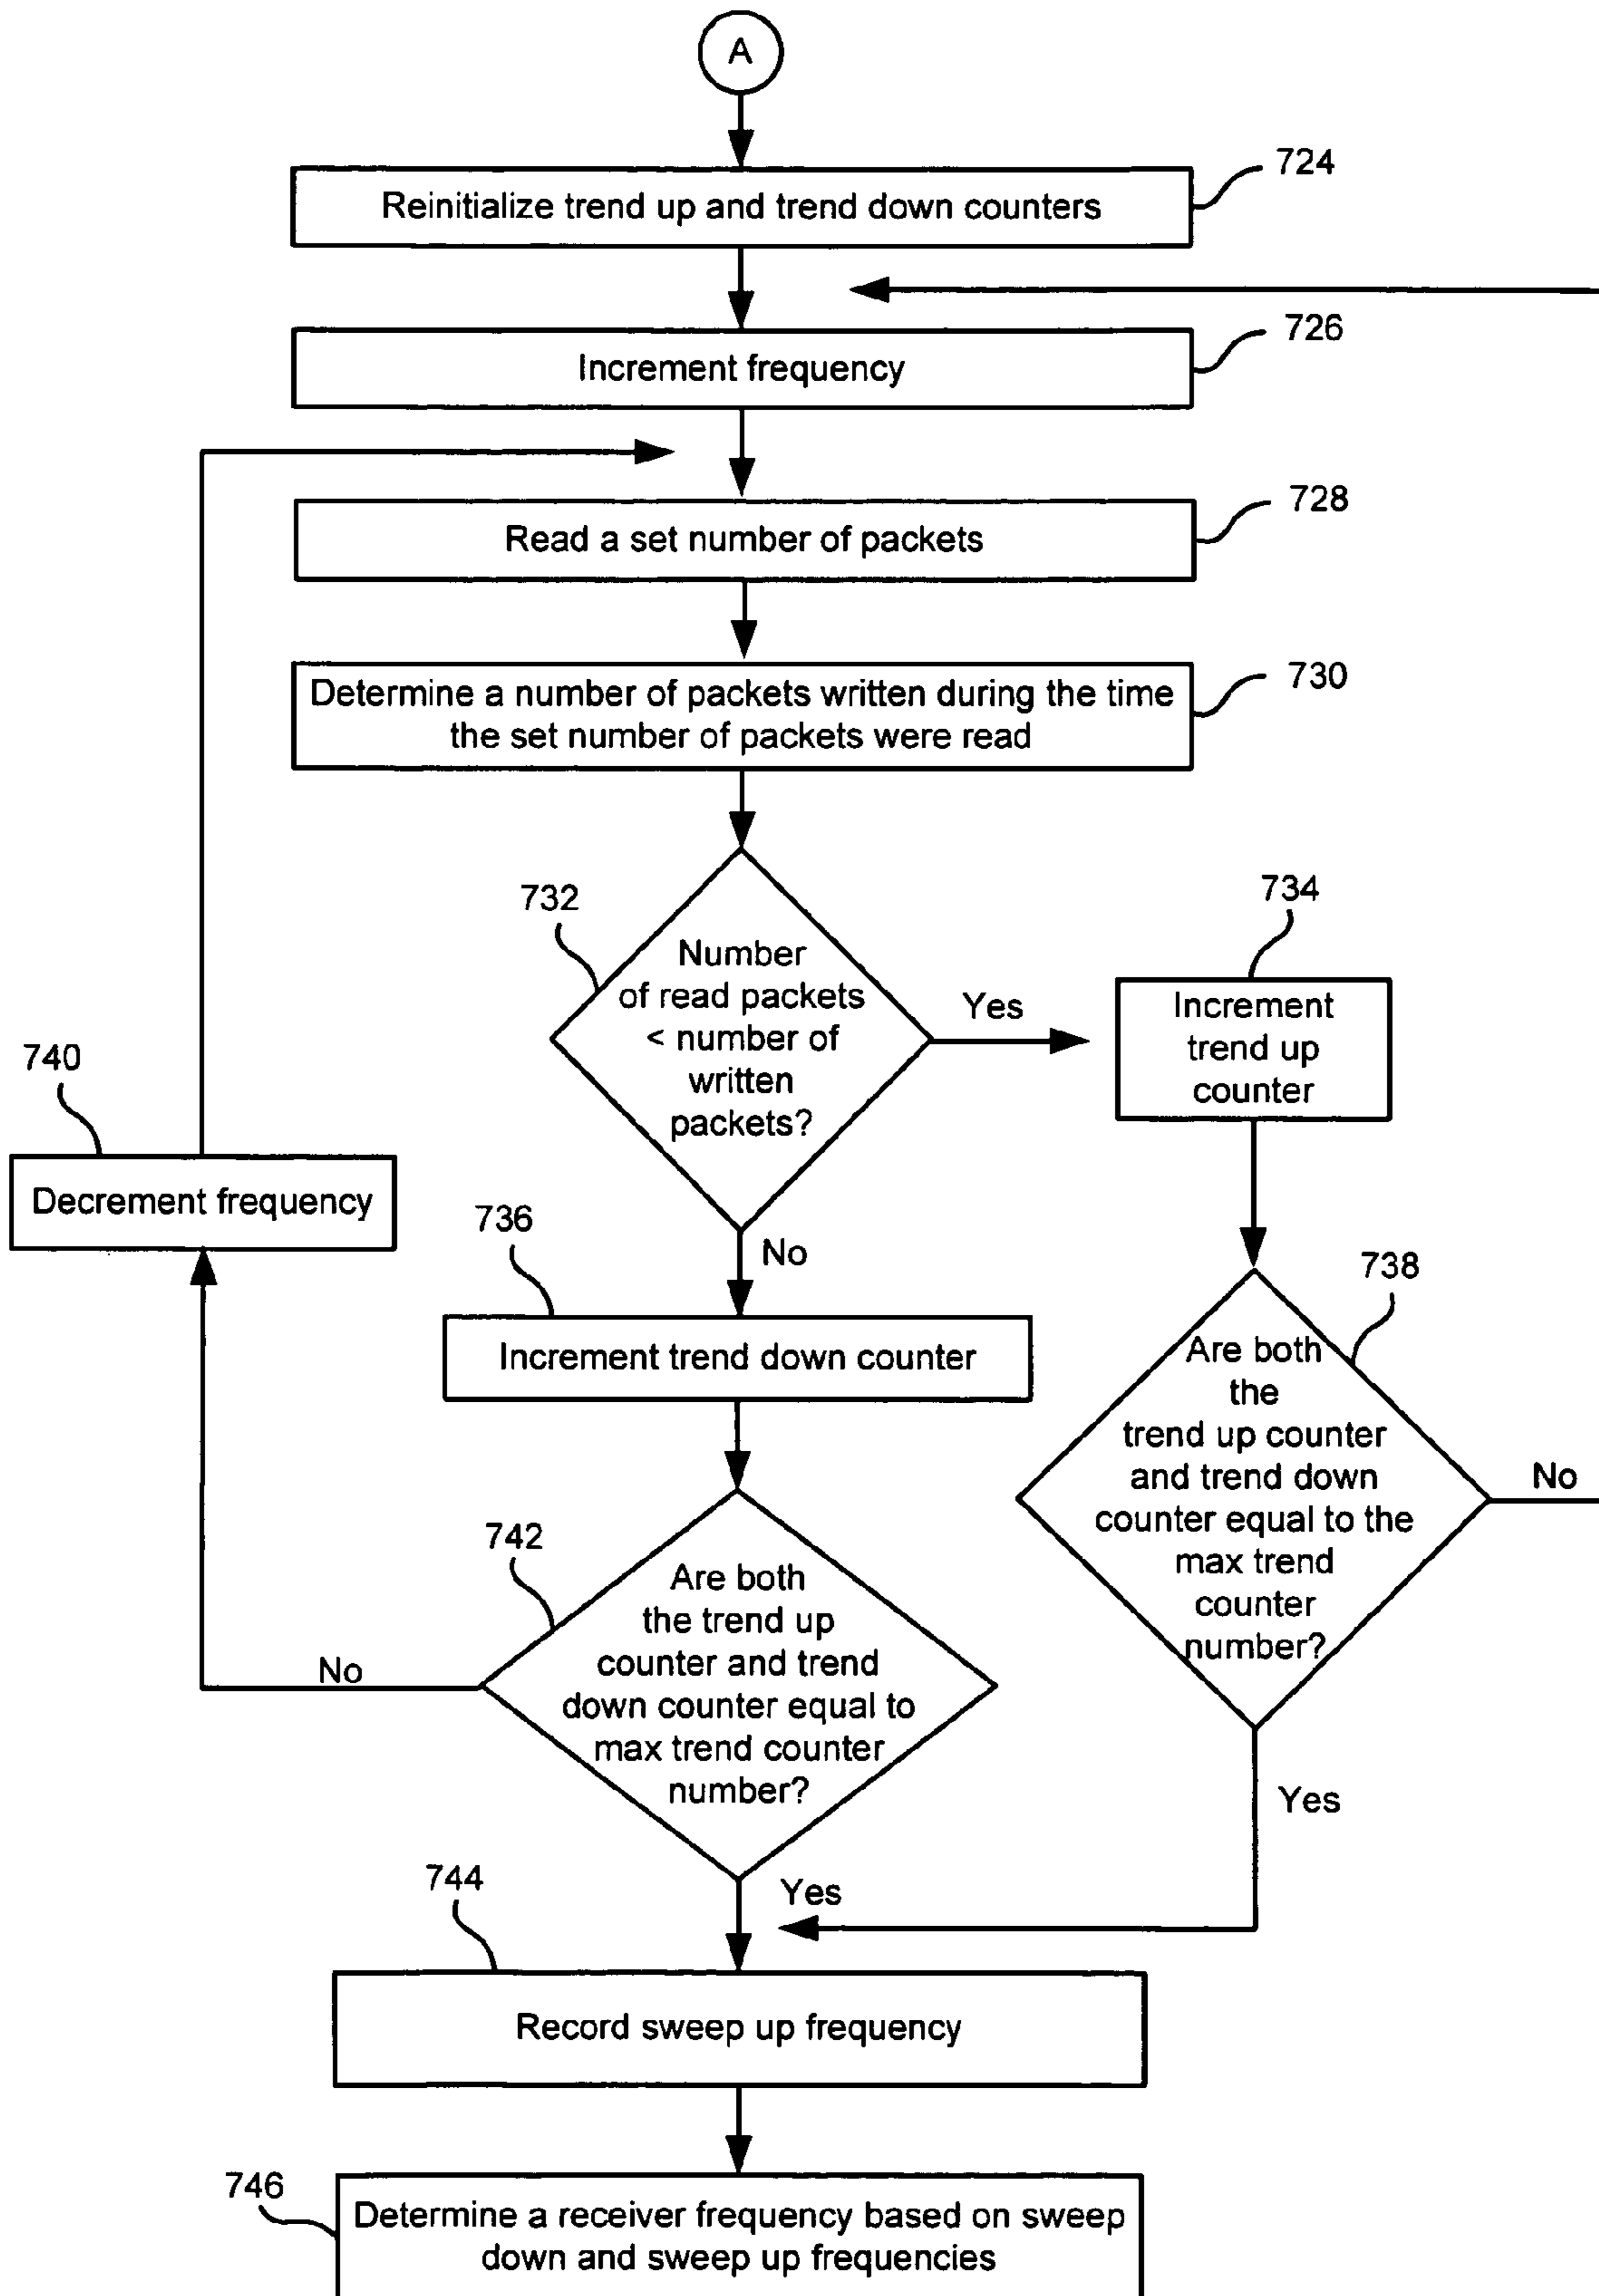 A
724
Reinitialize trend up and trend down counters
726
Increment frequency
728
Read a set number of packets
730
Determine a number of packets written during the time
the set number of packets were read
732
Number
of read packets
< number of
written
packets?
Yes
734
Increment
trend up
counter
740
Decrement frequency
No
736
Increment trend down counter
738
Are both
the
trend up counter
and trend down
counter equal to the
max trend
counter
number?
No
Yes
742
Are both
the trend up
counter and trend
down counter equal to
max trend counter
number?
No
Yes
744
Record sweep up frequency
746
Determine a receiver frequency based on sweep
down and sweep up frequencies